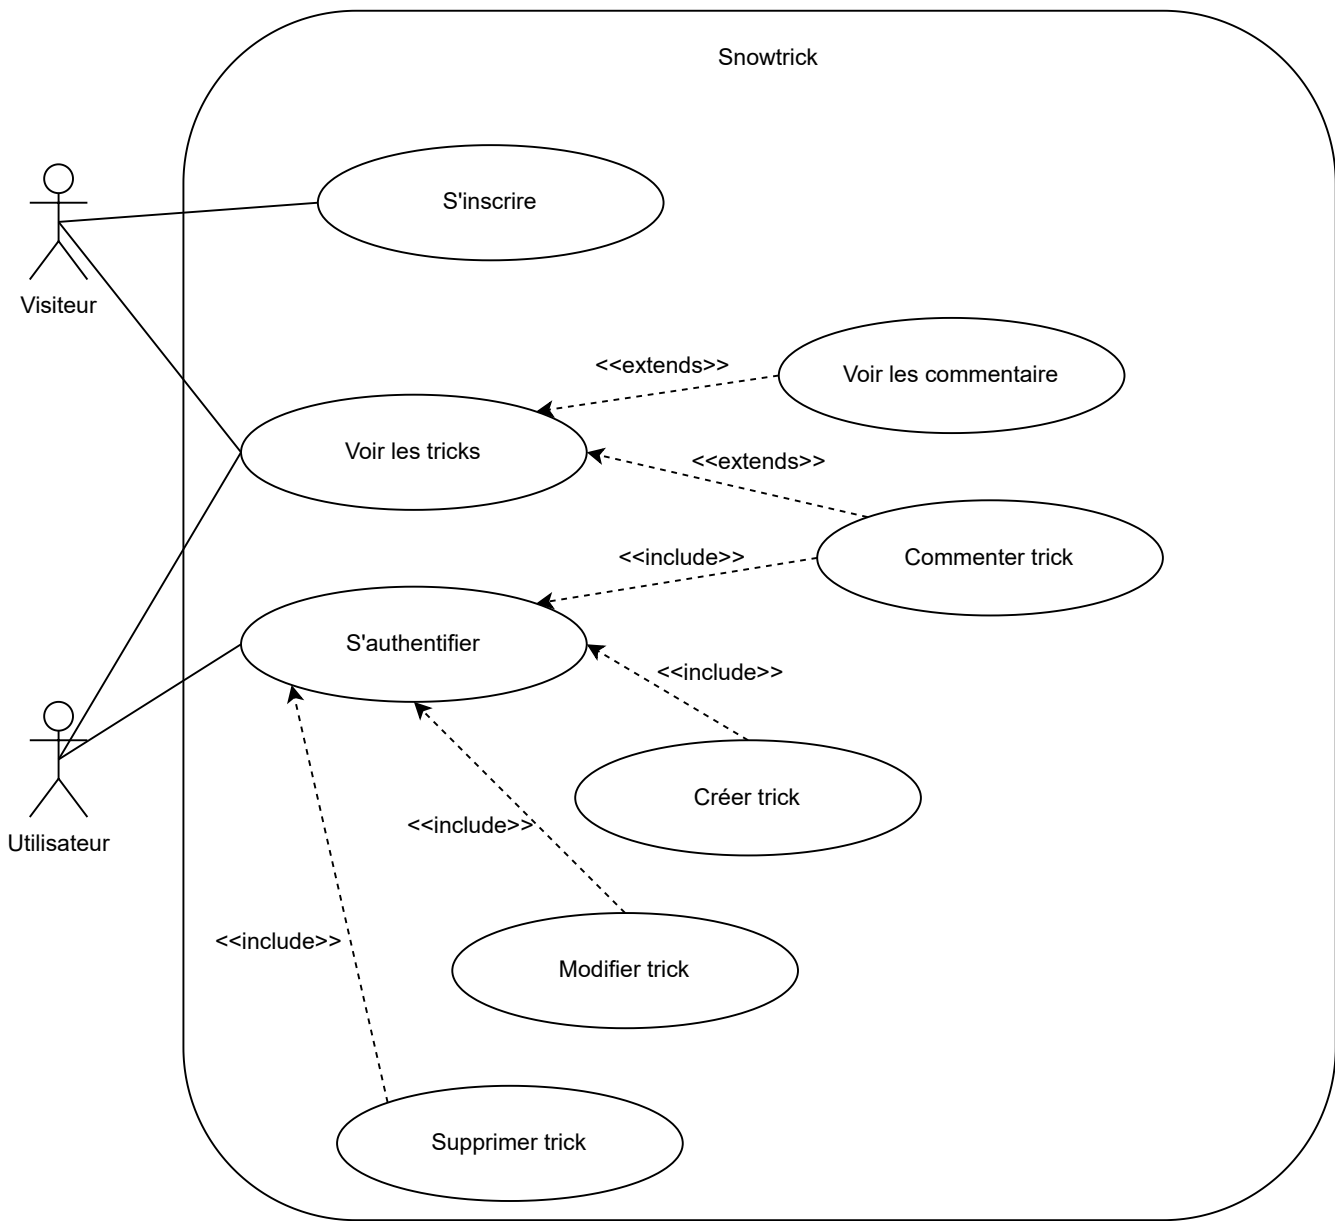 Snowtrick
S'inscrire
Visiteur
<<extends>>
Voir les commentaire
Voir les tricks
<<extends>>
<<include>>
Commenter trick
S'authentifier
<<include>>
Créer trick
<<include>>
Utilisateur
<<include>>
Modifier trick
Supprimer trick